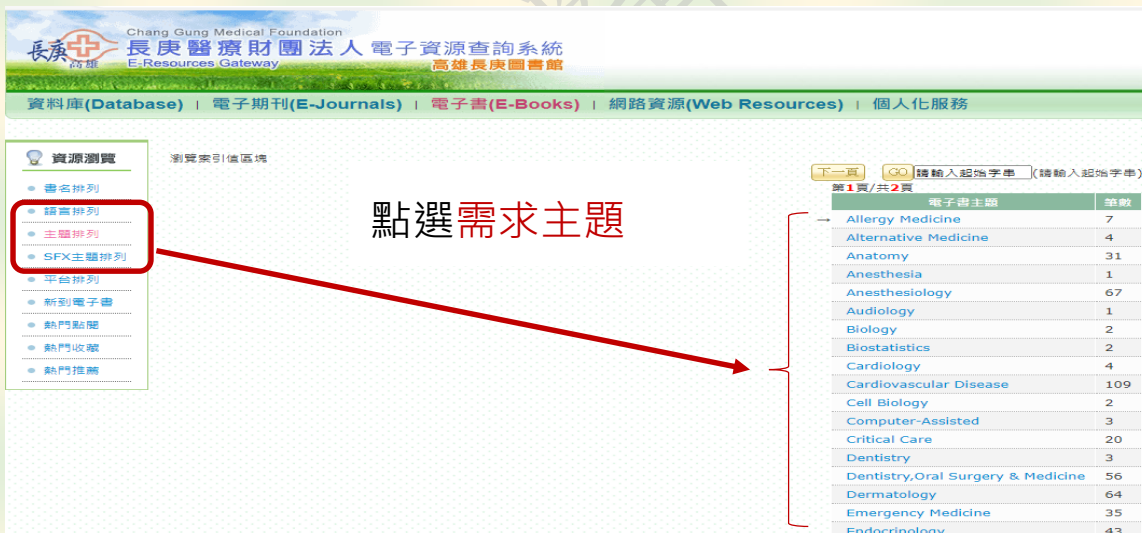 Chang Gung Medical Foundation
長庚醫療財團法人 電子資源查詢系統
長庚
高雄
E-Resources Gateway
高雄長庚圖書館
資料庫(Database) | 電子期刊(E-Journals) | 電子書(E-Books) | 網路資源(Web Resources) | 個人化服務
資源瀏覽
瀏覽索引值區塊
書名排列
語言排列
主題排列
SFX主題排列
平台排列
新到電子書
熱門點閱
熱門收藏
熱門推薦
點選需求主題
下一頁 GO 請輸入起始字串 (請輸入起始字串)
第1頁/共2頁
電子書主題 筆數
→ Allergy Medicine 7
Alternative Medicine 4
Anatomy 31
Anesthesia 1
Anesthesiology 67
Audiology 1
Biology 2
Biostatistics 2
Cardiology 4
Cardiovascular Disease 109
Cell Biology 2
Computer-Assisted 3
Critical Care 20
Dentistry 3
Dentistry,Oral Surgery & Medicine 56
Dermatology 64
Emergency Medicine 35
Endocrinology 43